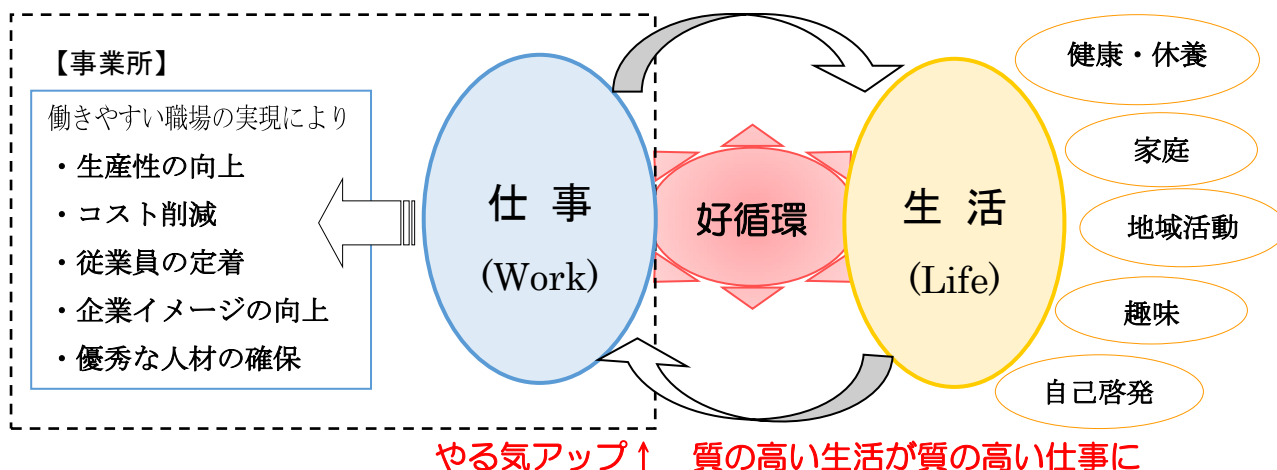 【事業所】
働きやすい職場の実現により
・生産性の向上
・コスト削減
・従業員の定着
・企業イメージの向上
・優秀な人材の確保
仕 事
(Work)
好循環
生 活
(Life)
健康・休養
家庭
地域活動
趣味
自己啓発
やる気アップ↑ 質の高い生活が質の高い仕事に